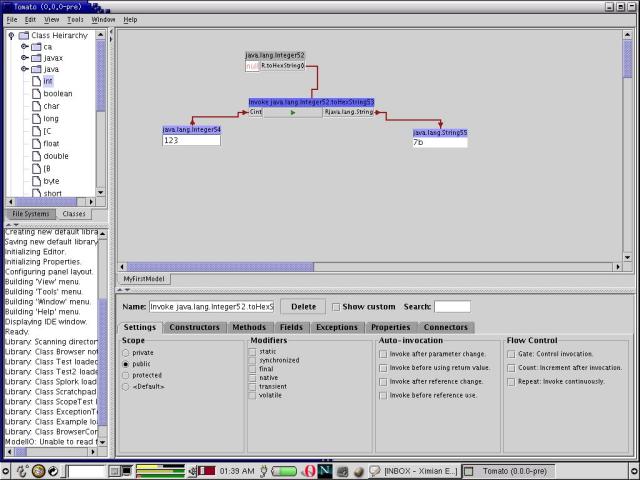 Tomato (0.0.0-pre)
File Edit View Tools Window Help
Class Heirarchy
ca
javax
java
int
boolean
char
long
[C
float
double
[B
byte
short
File Systems Classes
java.lang.Integer52
null R.toHexString()
Invoke java.lang.Integer52.toHexString53
Cint Rjava.lang.String
java.lang.Integer54
123
java.lang.String55
7b
MyFirstModel
Creating new default libra
Saving new default library
Initializing Editor.
Initializing Properties.
Configuring panel layout.
Building 'View' menu.
Building 'Tools' menu.
Building 'Window' menu.
Building 'Help' menu.
Displaying IDE window.
Ready.
Library: Scanning director
Library: Class Browser not
Library: Class Test loade
Library: Class Test2 loade
Library: Class Splork load
Library: Class Scratchpad
Library: Class ScopeTest l
Library: Class ExceptionT
Library: Class Example loa
Library: Class BrowserCon
ModelIO: Unable to read f
Name: Invoke java.lang.Integer52.toHexS Delete Show custom Search:
Settings Constructors Methods Fields Exceptions Properties Connectors
Scope
private
public
protected
<Default>
Modifiers
static
synchronized
final
native
transient
volatile
Auto-invocation
Invoke after parameter change.
Invoke before using return value.
Invoke after reference change.
Invoke before reference use.
Flow Control
Gate: Control invocation.
Count: Increment after invocation.
Repeat: Invoke continuously.
01:39 AM [INBOX - Ximian E... Tomato (0.0.0-pre)